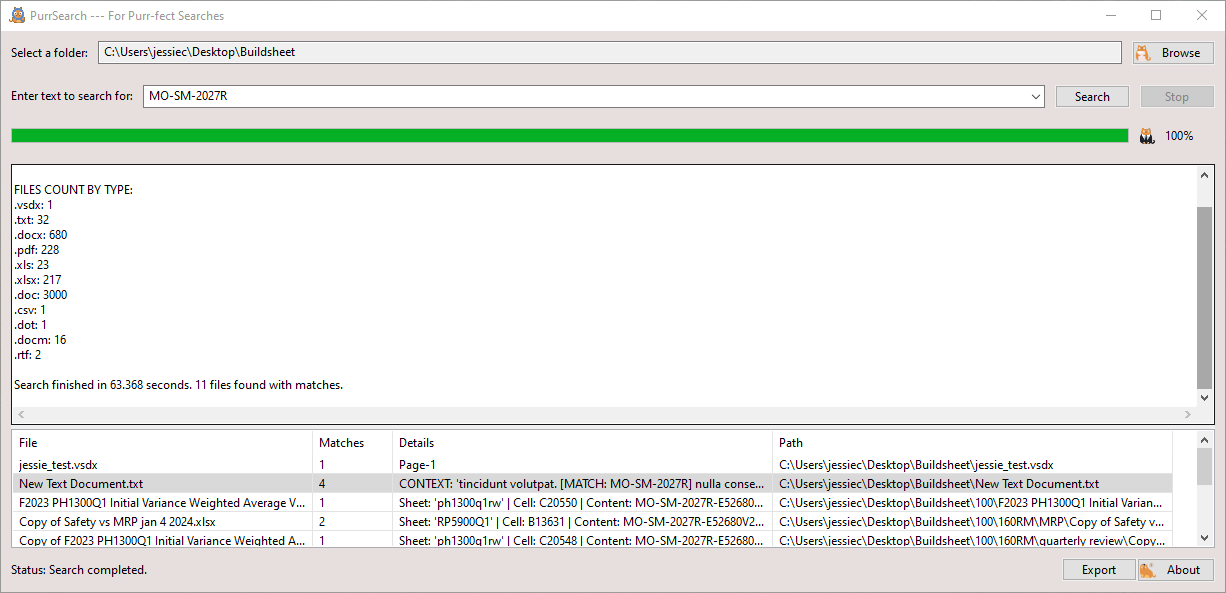 PurrSearch --- For Purr-fect Searches
Select a folder: C:\Users\jessiec\Desktop\Buildsheet Browse
Enter text to search for: MO-SM-2027R Search Stop
100%
FILES COUNT BY TYPE:
.vsdx: 1
.txt: 32
.docx: 680
.pdf: 228
.xls: 23
.xlsx: 217
.doc: 3000
.csv: 1
.dot: 1
.docm: 16
.rtf: 2
Search finished in 63.368 seconds. 11 files found with matches.
File Matches Details Path
jessie_test.vsdx 1 Page-1 C:\Users\jessiec\Desktop\Buildsheet\jessie_test.vsdx
New Text Document.txt 4 CONTEXT: 'tincidunt volutpat. [MATCH: MO-SM-2027R] nulla conse... C:\Users\jessiec\Desktop\Buildsheet\New Text Document.txt
F2023 PH1300Q1 Initial Variance Weighted Average V... 1 Sheet: 'ph1300q1rw' | Cell: C20550 | Content: MO-SM-2027R-E52680... C:\Users\jessiec\Desktop\Buildsheet\100\F2023 PH1300Q1 Initial Varian...
Copy of Safety vs MRP jan 4 2024.xlsx 2 Sheet: 'RP5900Q1' | Cell: B13631 | Content: MO-SM-2027R-E52680V2... C:\Users\jessiec\Desktop\Buildsheet\100\160RM\MRP\Copy of Safety v...
Copy of F2023 PH1300Q1 Initial Variance Weighted A... 1 Sheet: 'ph1300q1rw' | Cell: C20548 | Content: MO-SM-2027R-E52680... C:\Users\jessiec\Desktop\Buildsheet\100\160RM\quarterly review\Copy...
Status: Search completed. Export About